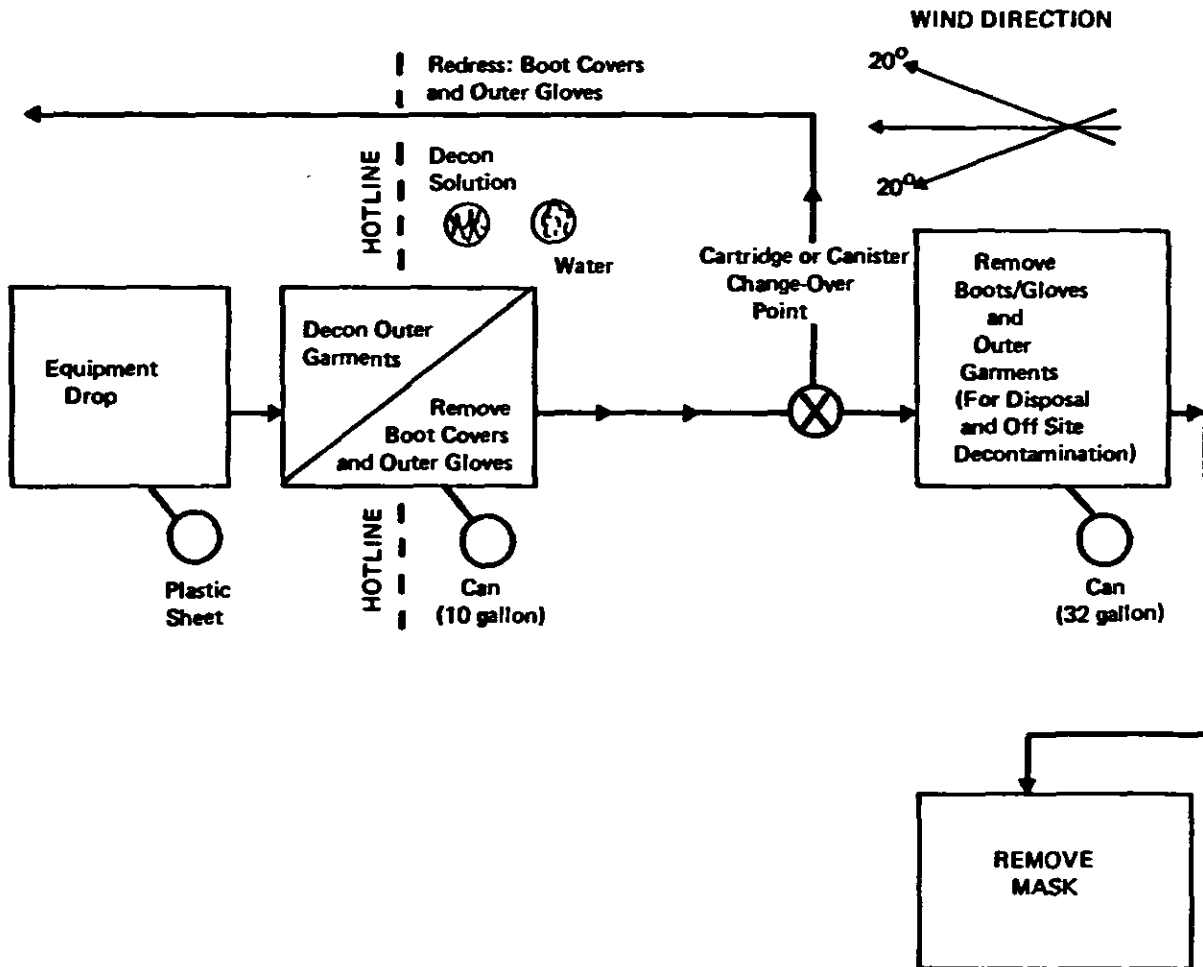 WIND DIRECTION
20°
20°
Redress: Boot Covers
and Outer Gloves
HOTLINE
Decon
Solution
Water
Cartridge or Canister
Change-Over
Point
Equipment
Drop
Decon Outer
Garments
Remove
Boot Covers
and Outer Gloves
X
Remove
Boots/Gloves
and
Outer
Garments
(For Disposal
and Off Site
Decontamination)
Plastic
Sheet
HOTLINE
Can
(10 gallon)
Can
(32 gallon)
REMOVE
MASK